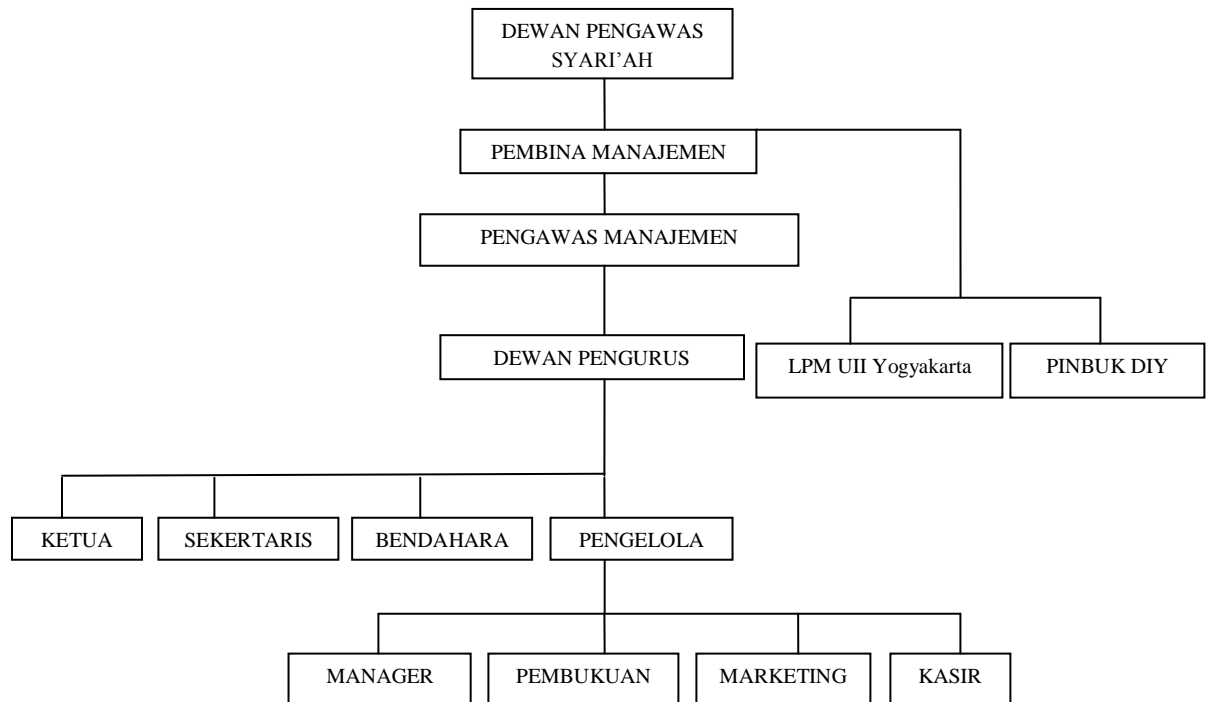 DEWAN PENGAWAS
SYARI'AH
PEMBINA MANAJEMEN
PENGAWAS MANAJEMEN
DEWAN PENGURUS
LPM UII Yogyakarta
PINBUK DIY
KETUA
SEKERTARIS
BENDAHARA
PENGELOLA
MANAGER
PEMBUKUAN
MARKETING
KASIR